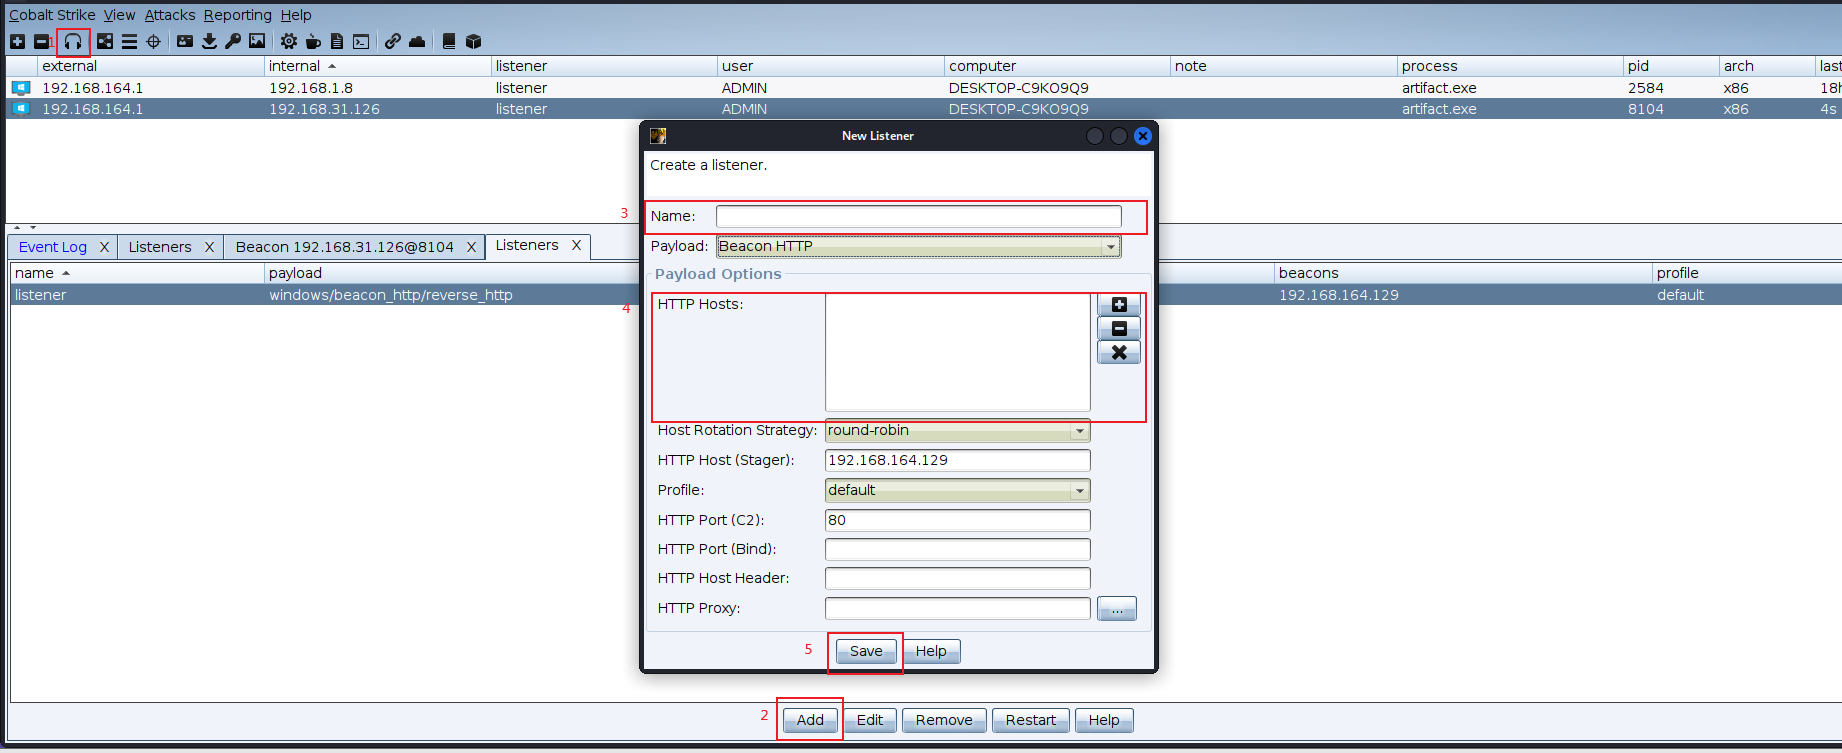 Cobalt Strike View Attacks Reporting Help
1
external internal listener user computer note process pid arch last
192.168.164.1 192.168.1.8 listener ADMIN DESKTOP-C9KO9Q9 artifact.exe 2584 x86 18h
192.168.164.1 192.168.31.126 listener ADMIN DESKTOP-C9KO9Q9 artifact.exe 8104 x86 4s
New Listener
Create a listener.
3 Name:
Payload: Beacon HTTP
Event Log X Listeners X Beacon 192.168.31.126@8104 X Listeners X
name payload beacons profile
listener windows/beacon_http/reverse_http 192.168.164.129 default
Payload Options
4 HTTP Hosts:
Host Rotation Strategy: round-robin
HTTP Host (Stager): 192.168.164.129
Profile: default
HTTP Port (C2): 80
HTTP Port (Bind):
HTTP Host Header:
HTTP Proxy: ...
5 Save Help
2 Add Edit Remove Restart Help